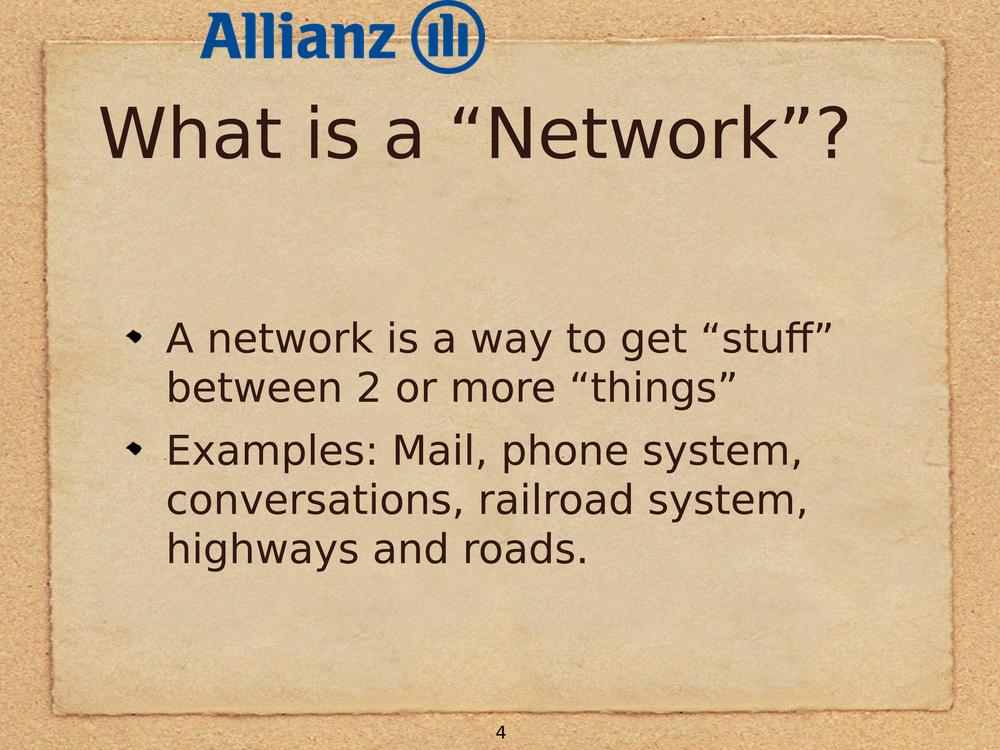 Allianz
What is a “Network”?
A network is a way to get “stuff”
between 2 or more “things”
Examples: Mail, phone system,
conversations, railroad system,
highways and roads.
4